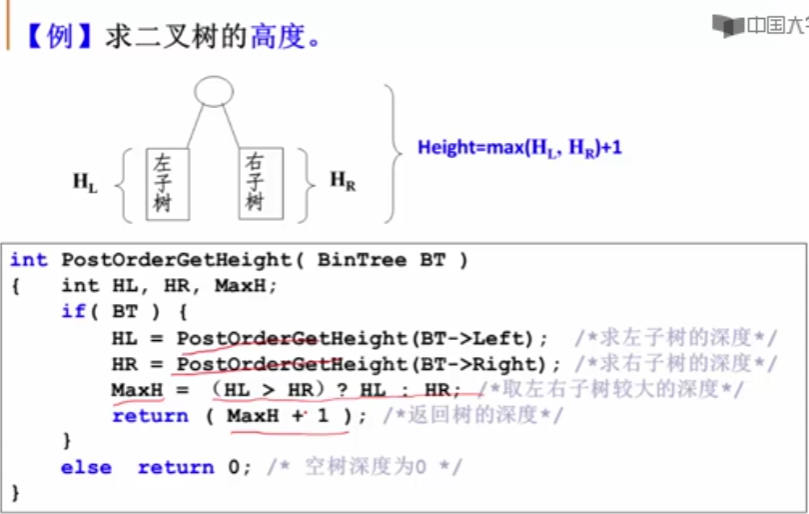 【例】求二叉树的高度。
中国大学
左子树
右子树
HL
HR
Height=max(HL, HR)+1
int PostOrderGetHeight( BinTree BT )
{ int HL, HR, MaxH;
if( BT ) {
HL = PostOrderGetHeight(BT->Left); /*求左子树的深度*/
HR = PostOrderGetHeight(BT->Right); /*求右子树的深度*/
MaxH = （HL > HR）? HL : HR; /*取左右子树较大的深度*/
return ( MaxH + 1 ); /*返回树的深度*/
}
else return 0; /* 空树深度为0 */
}